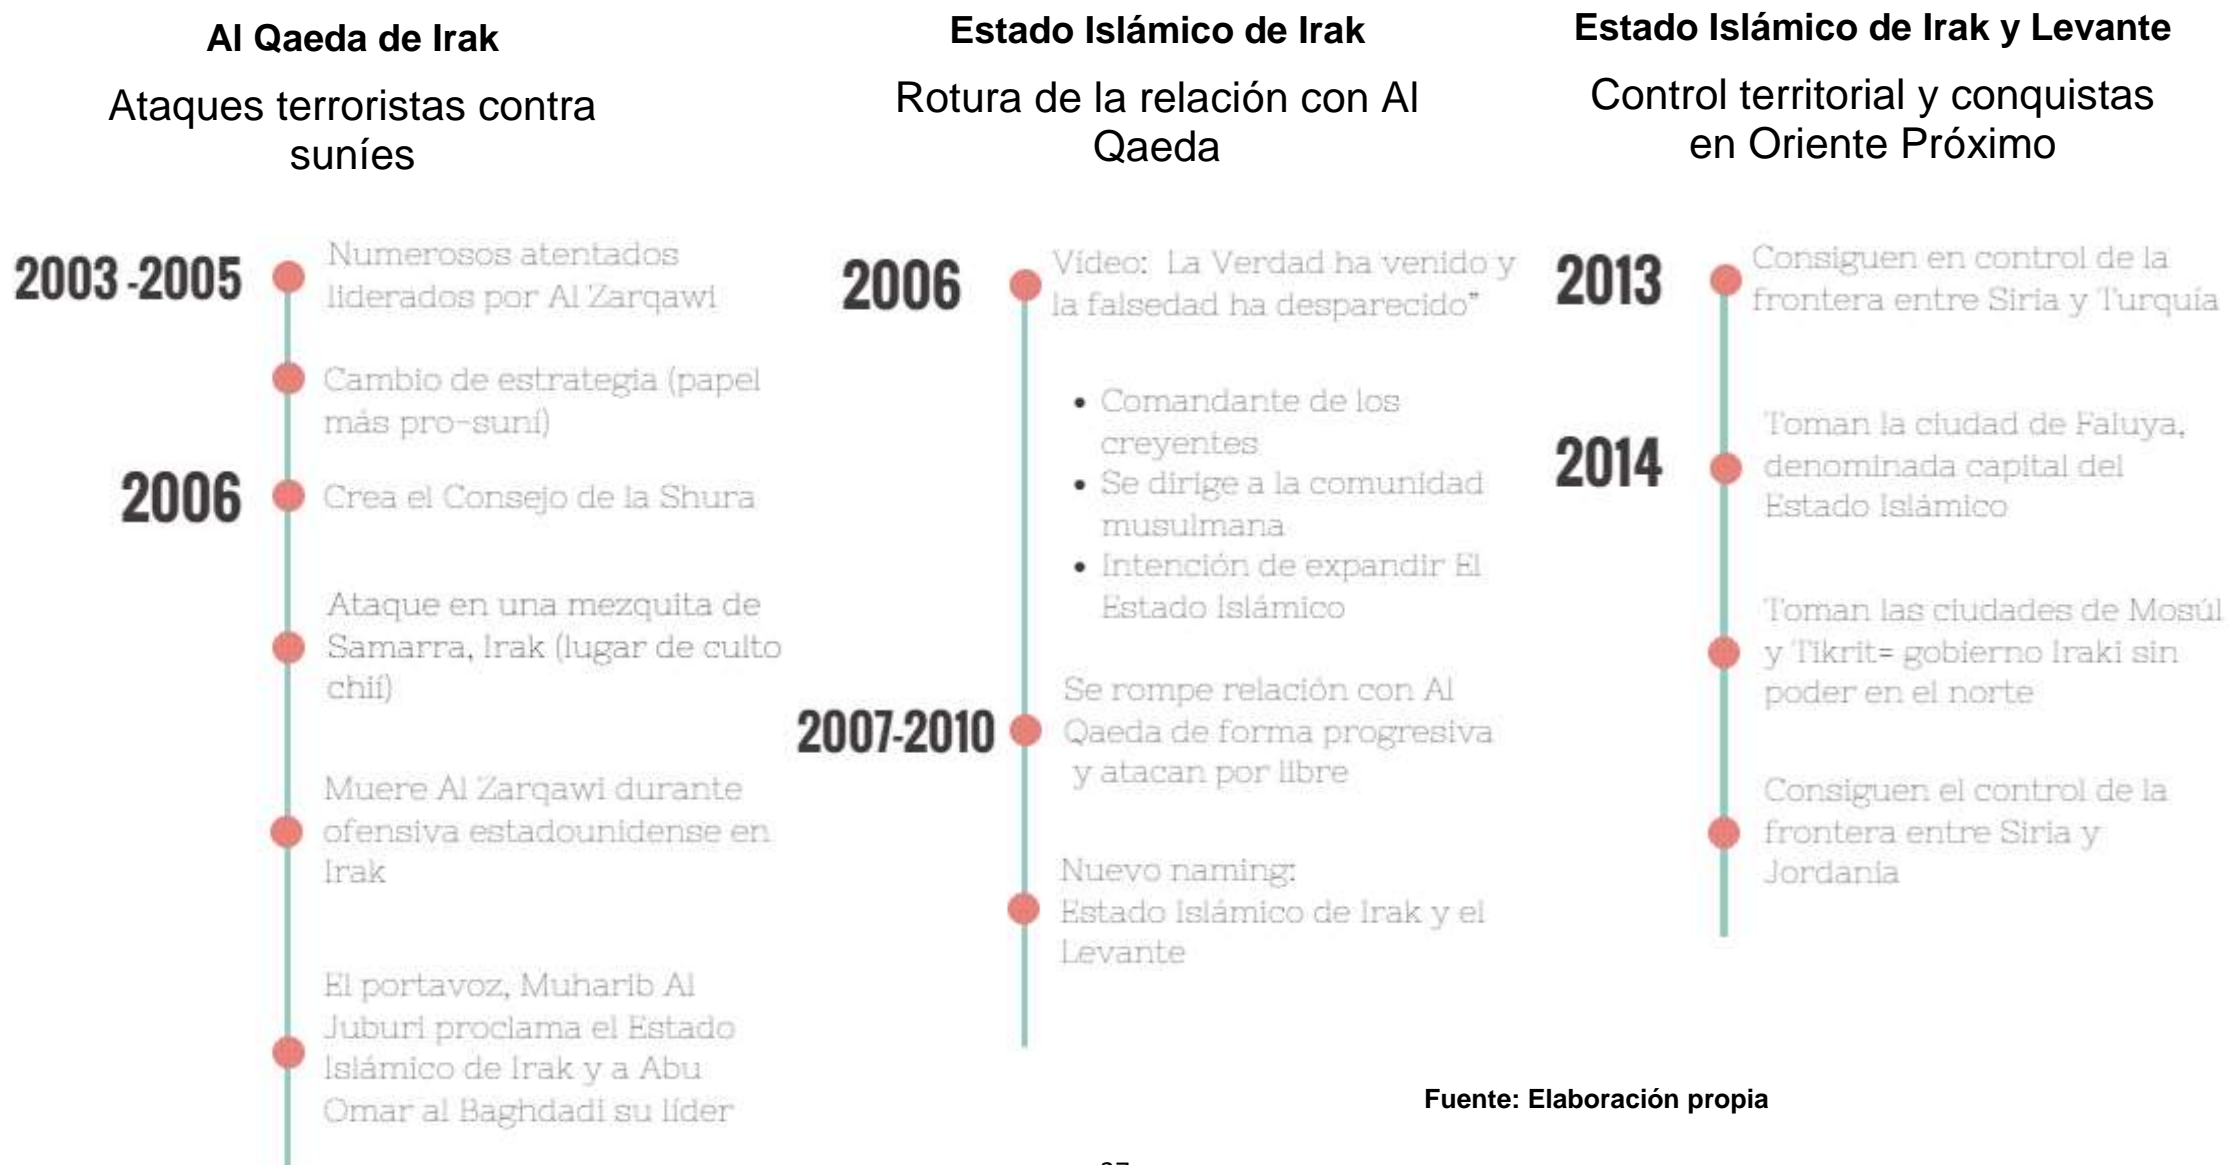 Al Qaeda de Irak
Ataques terroristas contra
suníes
2003 -2005
Numerosos atentados
liderados por Al Zarqawi
Cambio de estrategia (papel
más pro-suní)
2006
Crea el Consejo de la Shura
Ataque en una mezquita de
Samarra, Irak (lugar de culto
chií)
Muere Al Zarqawi durante
ofensiva estadounidense en
Irak
El portavoz, Muharib Al
Juburi proclama el Estado
Islámico de Irak y a Abu
Omar al Baghdadi su líder
Estado Islámico de Irak
Rotura de la relación con Al
Qaeda
2006
Vídeo: La Verdad ha venido y
la falsedad ha desparecido"
• Comandante de los
creyentes
• Se dirige a la comunidad
musulmana
• Intención de expandir El
Estado Islámico
2007-2010
Se rompe relación con Al
Qaeda de forma progresiva
y atacan por libre
Nuevo naming:
Estado Islámico de Irak y el
Levante
Estado Islámico de Irak y Levante
Control territorial y conquistas
en Oriente Próximo
2013
Consiguen en control de la
frontera entre Siria y Turquía
2014
Toman la ciudad de Faluya,
denominada capital del
Estado Islámico
Toman las ciudades de Mosúl
y Tikrit= gobierno Iraki sin
poder en el norte
Consiguen el control de la
frontera entre Siria y
Jordanía
Fuente: Elaboración propia